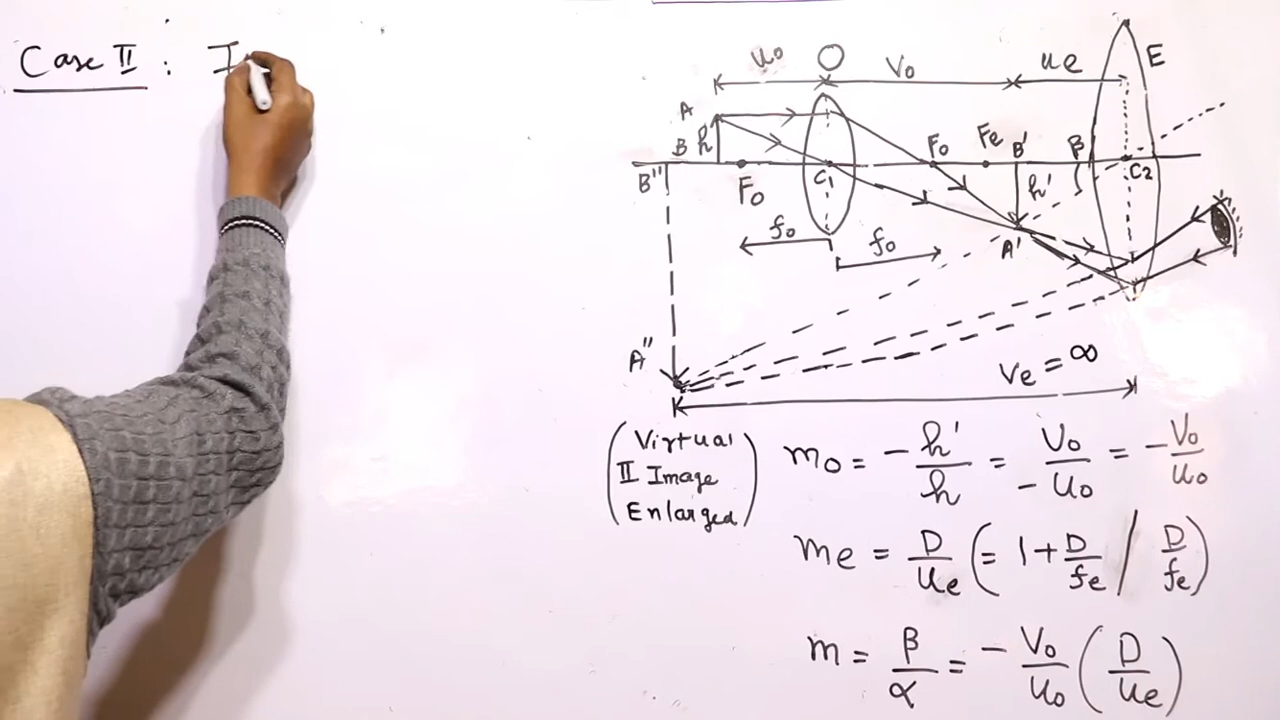 Case II : I
u₀ O V₀ ue E
A
B h F₀ Fe B' β
B'' F₀ C₁ h' C₂
f₀ f₀ A'
A'' Ve = ∞
(Virtual
II Image
Enlarged)
m₀ = - h'/h = V₀/-u₀ = - V₀/u₀
me = D/ue (= 1 + D/fe / D/fe)
m = β/α = - V₀/u₀ (D/ue)